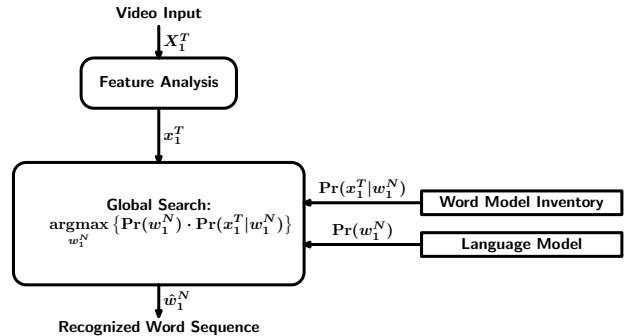 Video Input
X_1^T
Feature Analysis
x_1^T
Global Search:
argmax {Pr(w_1^N) · Pr(x_1^T|w_1^N)}
w_1^N
Pr(x_1^T|w_1^N)
Word Model Inventory
Pr(w_1^N)
Language Model
ŵ_1^N
Recognized Word Sequence